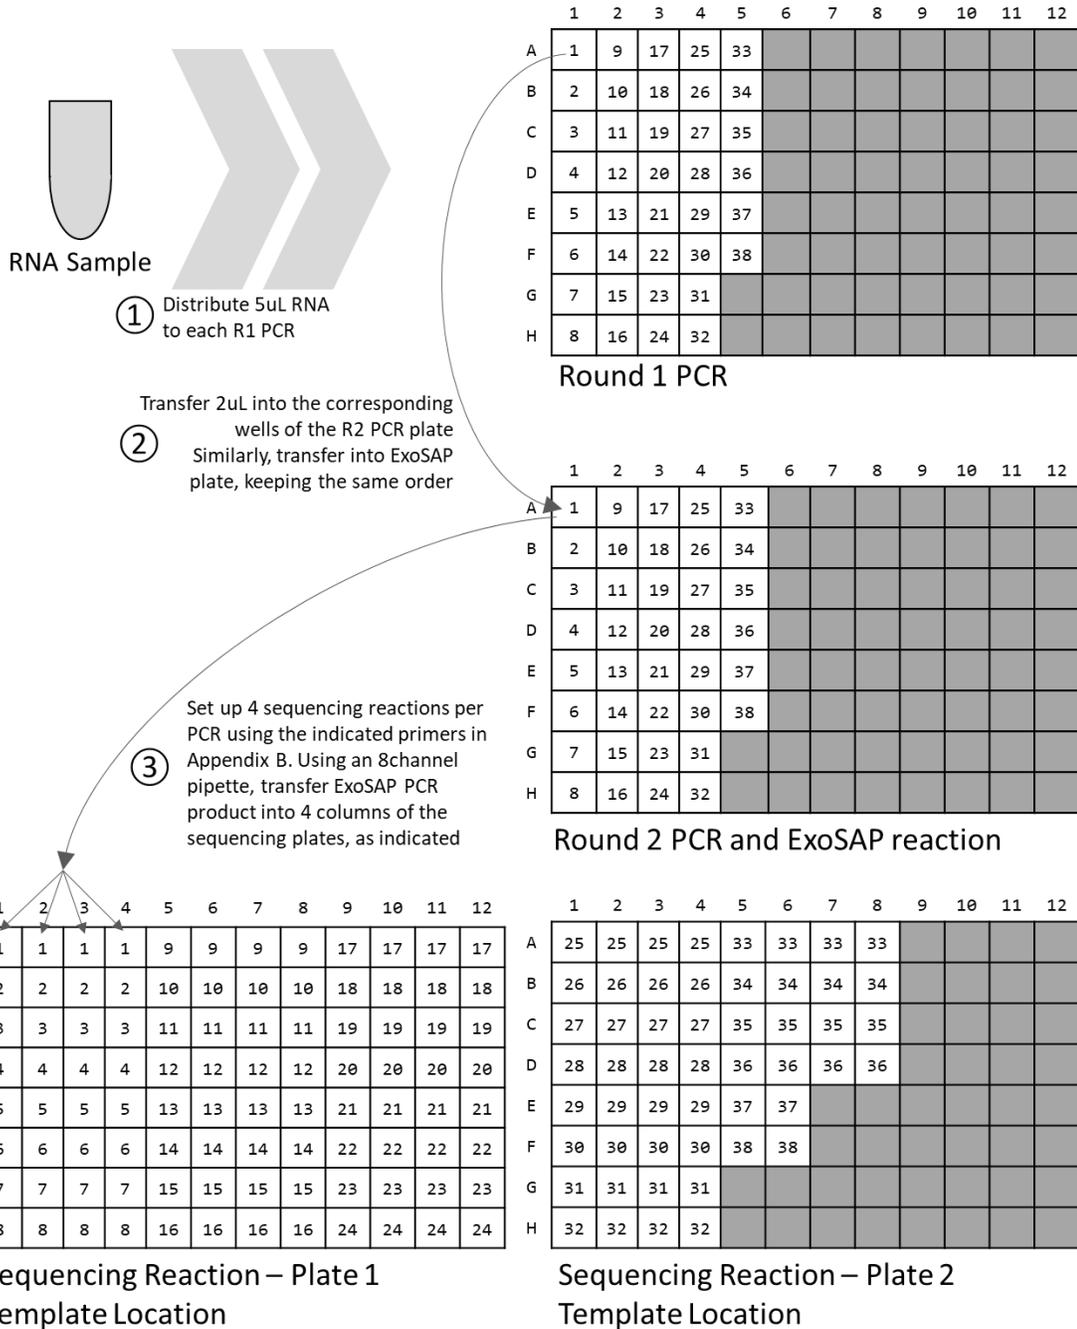 1 2 3 4 5 6 7 8 9 10 11 12
A 1 9 17 25 33
B 2 10 18 26 34
C 3 11 19 27 35
D 4 12 20 28 36
E 5 13 21 29 37
F 6 14 22 30 38
G 7 15 23 31
H 8 16 24 32
Round 1 PCR
RNA Sample
1 Distribute 5uL RNA
to each R1 PCR
2 Transfer 2uL into the corresponding
wells of the R2 PCR plate
Similarly, transfer into ExoSAP
plate, keeping the same order
1 2 3 4 5 6 7 8 9 10 11 12
A 1 9 17 25 33
B 2 10 18 26 34
C 3 11 19 27 35
D 4 12 20 28 36
E 5 13 21 29 37
F 6 14 22 30 38
G 7 15 23 31
H 8 16 24 32
Round 2 PCR and ExoSAP reaction
3 Set up 4 sequencing reactions per
PCR using the indicated primers in
Appendix B. Using an 8channel
pipette, transfer ExoSAP PCR
product into 4 columns of the
sequencing plates, as indicated
1 2 3 4 5 6 7 8 9 10 11 12
1 1 1 1 9 9 9 9 17 17 17 17
2 2 2 2 10 10 10 10 18 18 18 18
3 3 3 3 11 11 11 11 19 19 19 19
4 4 4 4 12 12 12 12 20 20 20 20
5 5 5 5 13 13 13 13 21 21 21 21
6 6 6 6 14 14 14 14 22 22 22 22
7 7 7 7 15 15 15 15 23 23 23 23
8 8 8 8 16 16 16 16 24 24 24 24
equencing Reaction – Plate 1
emplate Location
1 2 3 4 5 6 7 8 9 10 11 12
A 25 25 25 25 33 33 33 33
B 26 26 26 26 34 34 34 34
C 27 27 27 27 35 35 35 35
D 28 28 28 28 36 36 36 36
E 29 29 29 29 37 37
F 30 30 30 30 38 38
G 31 31 31 31
H 32 32 32 32
Sequencing Reaction – Plate 2
Template Location